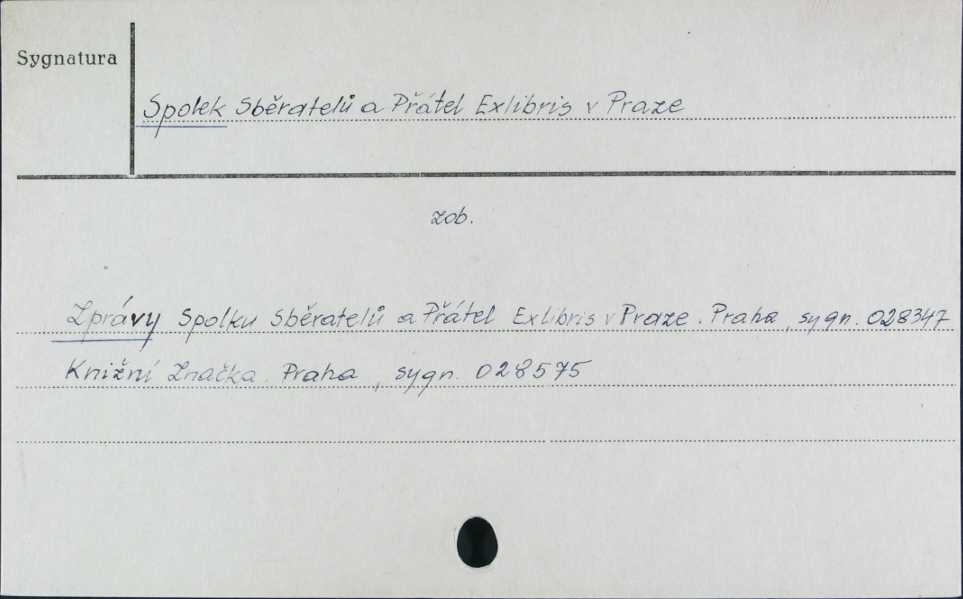 Sygnatura
Spolek Sběratelů a Přátel Exlibris v Praze
zob.
Zprávy Spolku Sběratelů a Přátel Exlibris v Praze. Praha, sygn. 028347
Knižní Značka. Praha, sygn. 028575